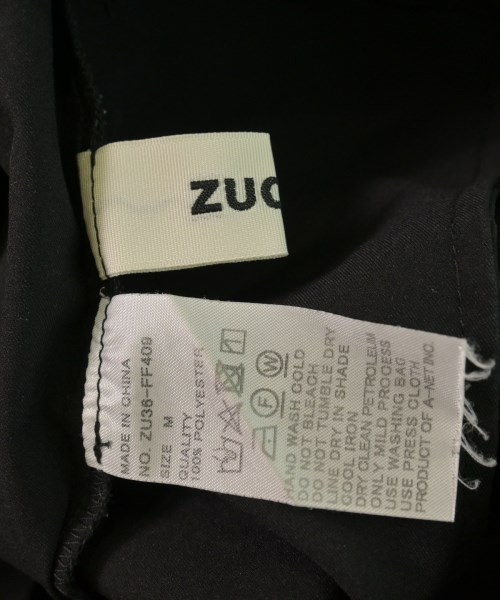 ZUC
MADE IN CHINA
NO. ZU36-FF409
SIZE M
QUALITY
100% POLYESTER
F W
HAND WASH COLD
DO NOT BLEACH
DO NOT TUMBLE DRY
LINE DRY IN SHADE
COOL IRON
DRY CLEAN PETROLEUM
ONLY MILD PROCESS
USE WASHING BAG
USE PRESS CLOTH
PRODUCT OF A-NET INC.